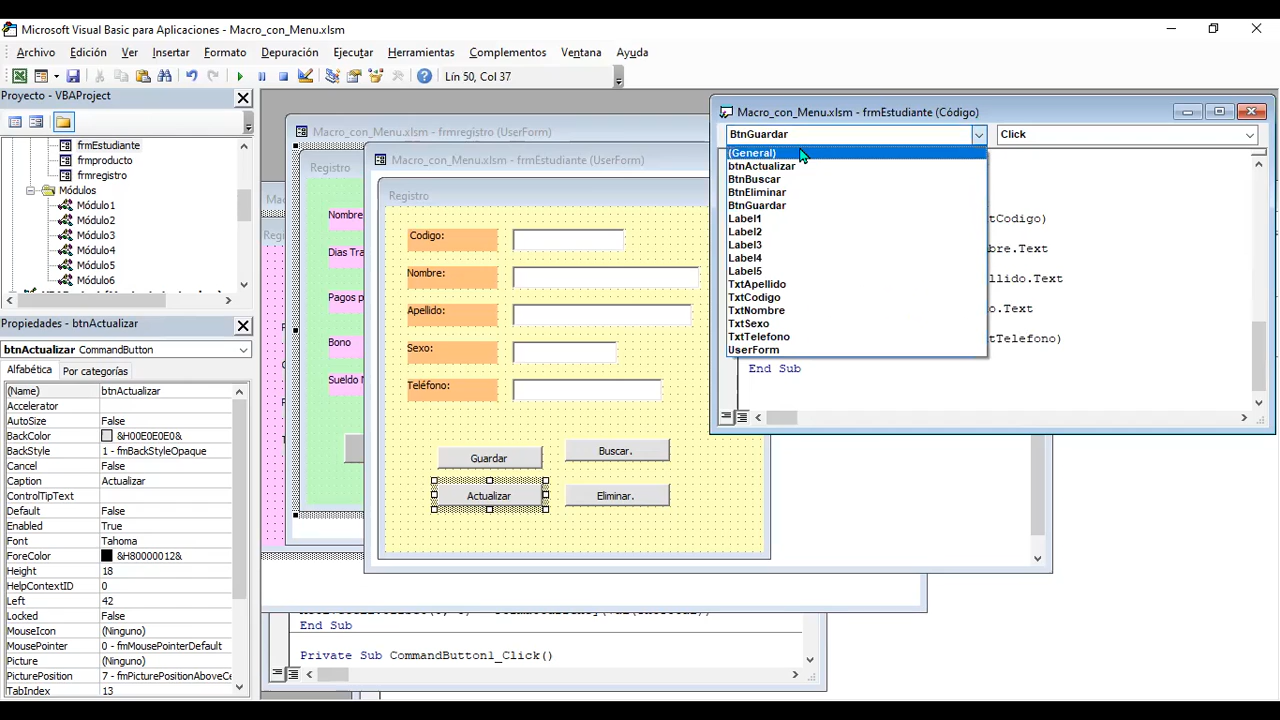 Microsoft Visual Basic para Aplicaciones - Macro_con_Menu.xlsm
Archivo Edición Ver Insertar Formato Depuración Ejecutar Herramientas Complementos Ventana Ayuda
Lín 50, Col 37
Proyecto - VBAProject
frmEstudiante
frmproducto
frmregistro
Módulos
Módulo1
Módulo2
Módulo3
Módulo4
Módulo5
Módulo6
Propiedades - btnActualizar
btnActualizar CommandButton
Alfabética Por categorías
(Name) btnActualizar
Accelerator
AutoSize False
BackColor &H00E0E0E0&
BackStyle 1 - fmBackStyleOpaque
Cancel False
Caption Actualizar
ControlTipText
Default False
Enabled True
Font Tahoma
ForeColor &H80000012&
Height 18
HelpContextID 0
Left 42
Locked False
MouseIcon (Ninguno)
MousePointer 0 - fmMousePointerDefault
Picture (Ninguno)
PicturePosition 7 - fmPicturePositionAboveCe
TabIndex 13
Macro_con_Menu.xlsm - frmregistro (UserForm)
Registro
Nombre
Dias Tra
Pagos p
Bono
Sueldo N
Macro_con_Menu.xlsm - frmEstudiante (UserForm)
Registro
Codigo:
Nombre:
Apellido:
Sexo:
Teléfono:
Guardar
Buscar.
Actualizar
Eliminar.
End Sub
Private Sub CommandButton1_Click()
Macro_con_Menu.xlsm - frmEstudiante (Código)
BtnGuardar Click
(General)
btnActualizar
BtnBuscar
BtnEliminar
BtnGuardar
Label1
Label2
Label3
Label4
Label5
TxtApellido
TxtCodigo
TxtNombre
TxtSexo
TxtTelefono
UserForm
tCodigo)
bre.Text
llido.Text
o.Text
tTelefono)
End Sub